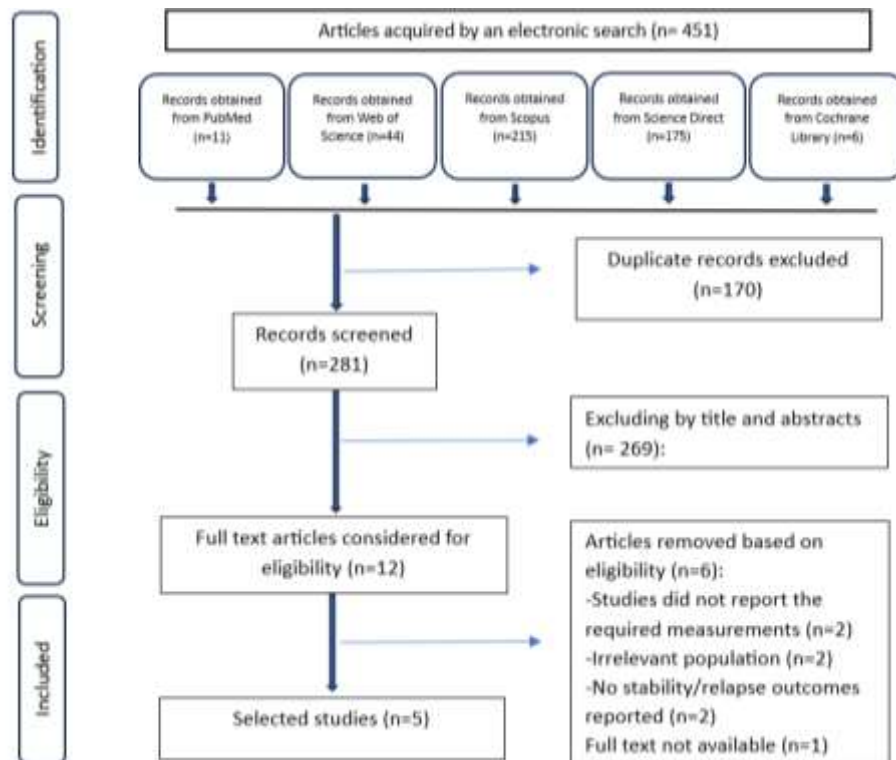 Identification
Articles acquired by an electronic search (n= 451)
Records obtained
from PubMed
(n=11)
Records obtained
from Web of
Science (n=44)
Records obtained
from Scopus
(n=215)
Records obtained
from Science Direct
(n=175)
Records obtained
from Cochrane
Library (n=6)
Screening
Duplicate records excluded
(n=170)
Records screened
(n=281)
Eligibility
Excluding by title and abstracts
(n= 269):
Full text articles considered for
eligibility (n=12)
Articles removed based on
eligibility (n=6):
-Studies did not report the
required measurements (n=2)
-Irrelevant population (n=2)
-No stability/relapse outcomes
reported (n=2)
Full text not available (n=1)
Included
Selected studies (n=5)